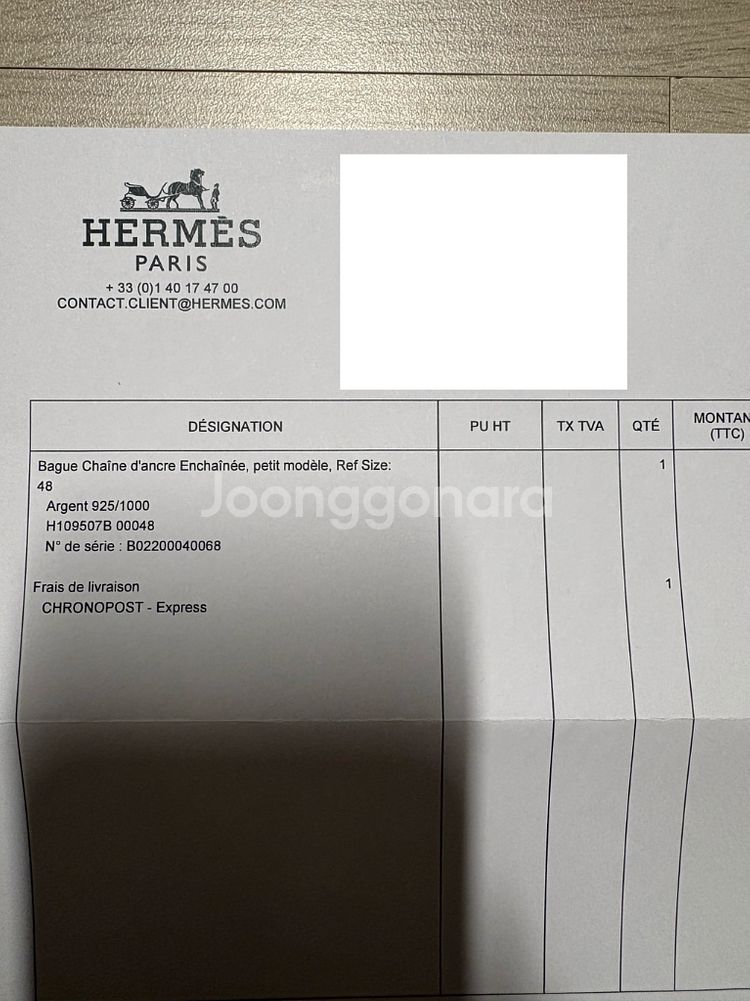 HERMÈS
PARIS
+ 33 (0)1 40 17 47 00
CONTACT.CLIENT@HERMES.COM
DÉSIGNATION
PU HT
TX TVA
QTÉ
MONTAN
(TTC)
Bague Chaîne d'ancre Enchaînée, petit modèle, Ref Size: 1
48
Argent 925/1000
H109507B 00048
N° de série : B02200040068
Joonggonara
Frais de livraison 1
CHRONOPOST - Express